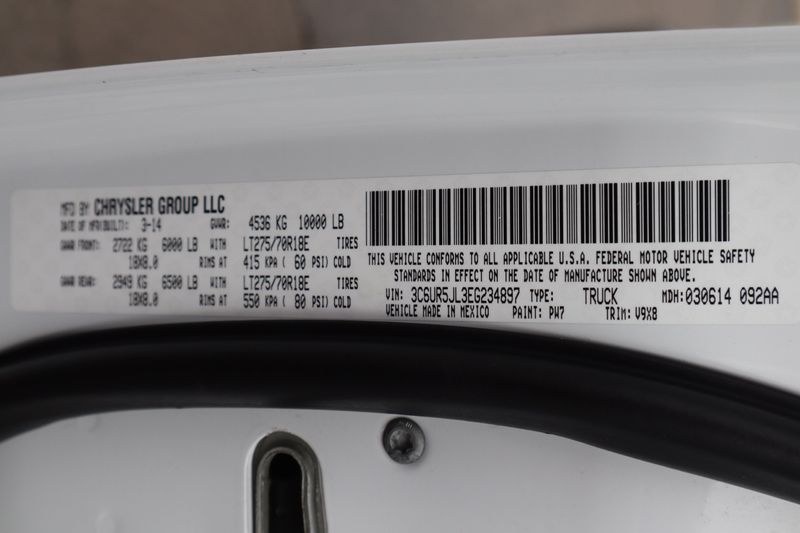 MFD BY CHRYSLER GROUP LLC
DATE OF MFR(BUILT): 3-14 GVWR: 4536 KG 10000 LB
GAWR FRONT: 2722 KG 6000 LB WITH LT275/70R18E TIRES
18X8.0 RIMS AT 415 KPA ( 60 PSI) COLD
GAWR REAR: 2949 KG 6500 LB WITH LT275/70R18E TIRES
18X8.0 RIMS AT 550 KPA ( 80 PSI) COLD
THIS VEHICLE CONFORMS TO ALL APPLICABLE U.S.A. FEDERAL MOTOR VEHICLE SAFETY
STANDARDS IN EFFECT ON THE DATE OF MANUFACTURE SHOWN ABOVE.
VIN: 3C6UR5JL3EG234897 TYPE: TRUCK MDH: 030614 092AA
VEHICLE MADE IN MEXICO PAINT: PW7 TRIM: V9X8